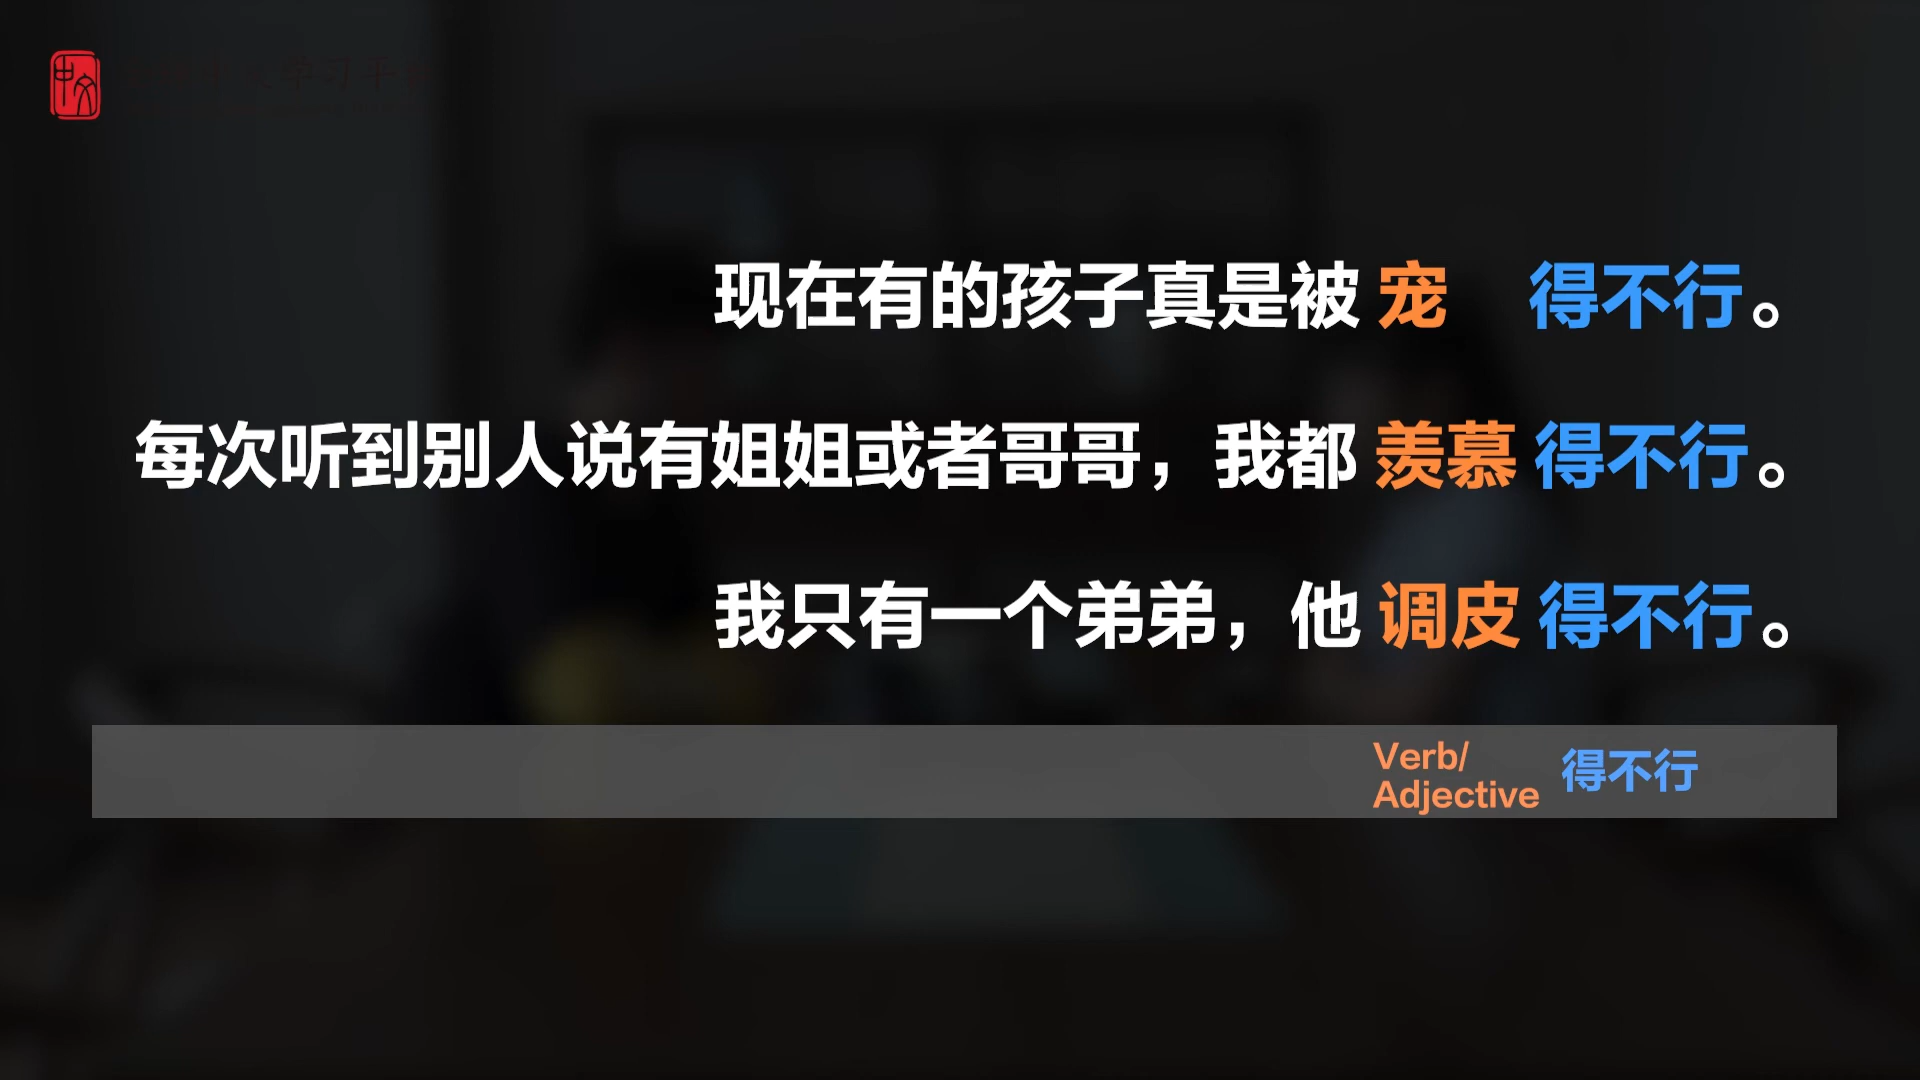 中文
现在有的孩子真是被 宠 得不行。
每次听到别人说有姐姐或者哥哥，我都 羡慕 得不行。
我只有一个弟弟，他 调皮 得不行。
Verb/
Adjective 得不行